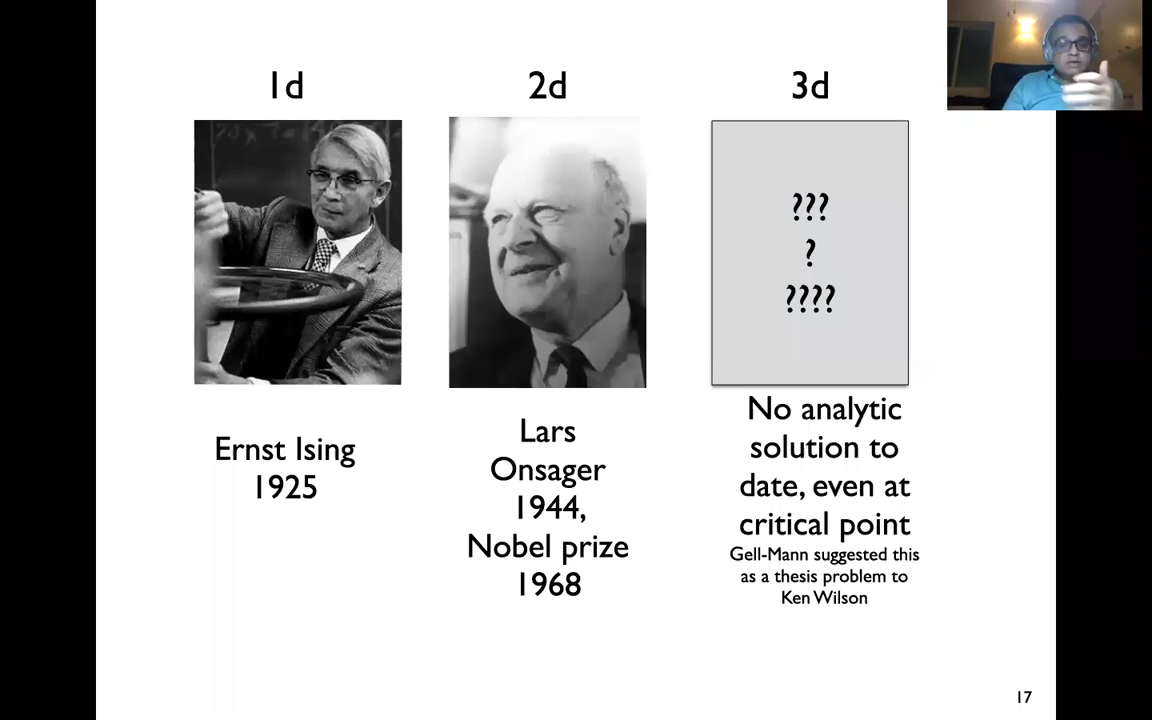 1d
2d
3d
???
?
????
Ernst Ising
1925
Lars
Onsager
1944,
Nobel prize
1968
No analytic
solution to
date, even at
critical point
Gell-Mann suggested this
as a thesis problem to
Ken Wilson
17